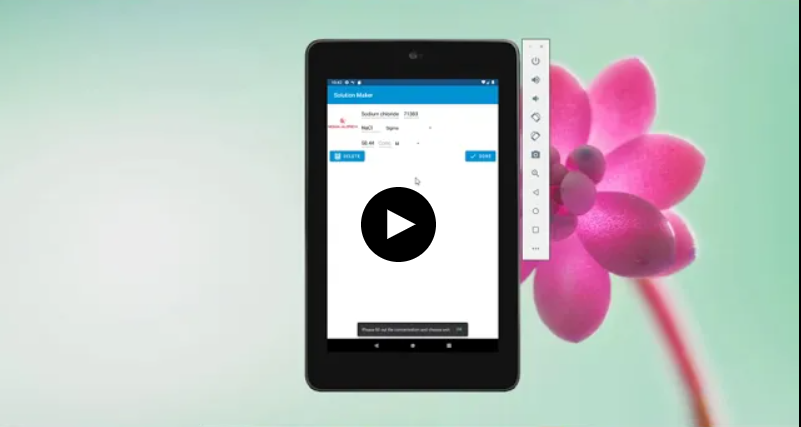 Solution Maker
Sodium chloride 71383
NaCl Sigma
58.44 Conc. M
DELETE
DONE
Please fill out the concentration and choose unit OK